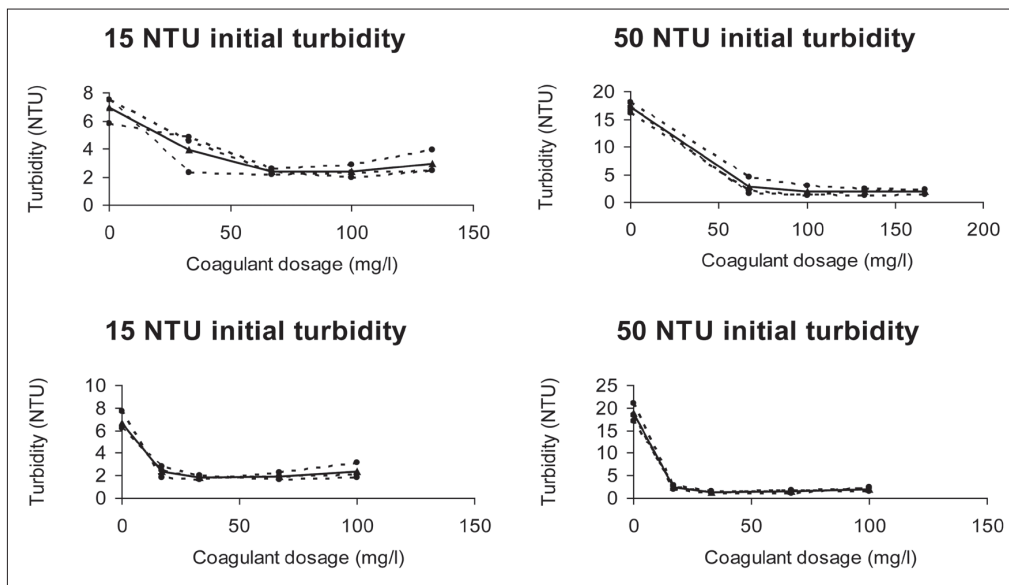 15 NTU initial turbidity
8
6
4
2
0
Turbidity (NTU)
0 50 100 150
Coagulant dosage (mg/l)
50 NTU initial turbidity
20
15
10
5
0
Turbidity (NTU)
0 50 100 150 200
Coagulant dosage (mg/l)
15 NTU initial turbidity
10
8
6
4
2
0
Turbidity (NTU)
0 50 100 150
Coagulant dosage (mg/l)
50 NTU initial turbidity
25
20
15
10
5
0
Turbidity (NTU)
0 50 100 150
Coagulant dosage (mg/l)